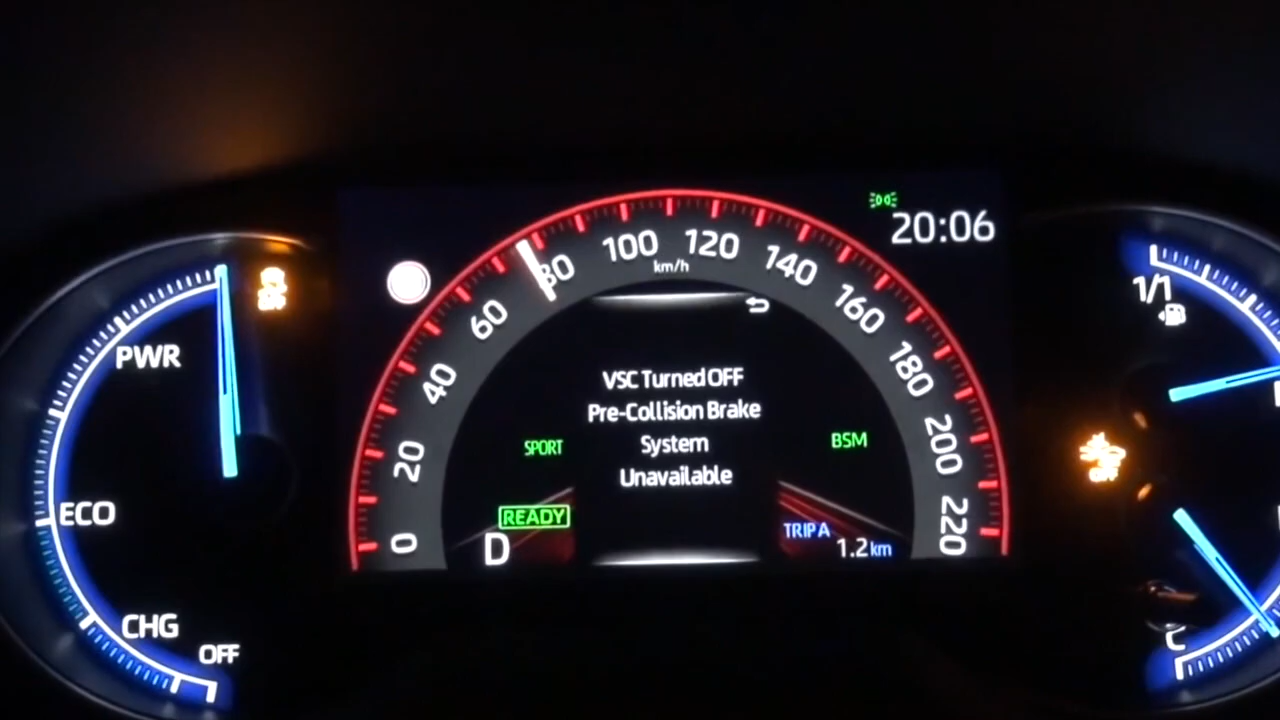 20:06
100
120
km/h
80
140
1/1
60
160
PWR
VSC Turned OFF
40
180
Pre-Collision Brake
SPORT
System
BSM
200
20
Unavailable
OFF
ECO
READY
TRIP A
220
0
D
1.2 km
CHG
C
OFF